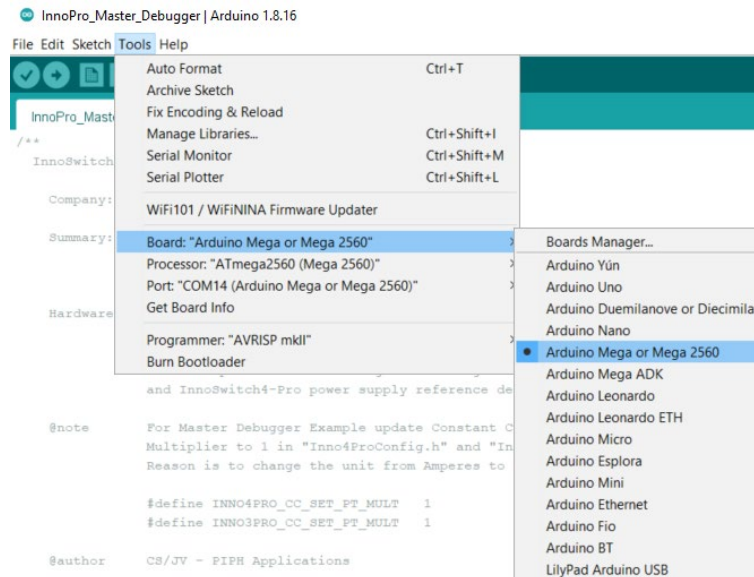 InnoPro_Master_Debugger | Arduino 1.8.16
File Edit Sketch Tools Help
InnoPro_Mast
Auto Format Ctrl+T
Archive Sketch
Fix Encoding & Reload
Manage Libraries... Ctrl+Shift+I
Serial Monitor Ctrl+Shift+M
Serial Plotter Ctrl+Shift+L
WiFi101 / WiFiNINA Firmware Updater
Board: "Arduino Mega or Mega 2560"
Processor: "ATmega2560 (Mega 2560)"
Port: "COM14 (Arduino Mega or Mega 2560)"
Get Board Info
Programmer: "AVRISP mkII"
Burn Bootloader
Boards Manager...
Arduino Yún
Arduino Uno
Arduino Duemilanove or Diecimila
Arduino Nano
Arduino Mega or Mega 2560
Arduino Mega ADK
Arduino Leonardo
Arduino Leonardo ETH
Arduino Micro
Arduino Esplora
Arduino Mini
Arduino Ethernet
Arduino Fio
Arduino BT
LilyPad Arduino USB
/**
InnoSwitch
Company:
Summary:
Hardware
and InnoSwitch4-Pro power supply reference de
@note For Master Debugger Example update Constant C
Multiplier to 1 in "Inno4ProConfig.h" and "In
Reason is to change the unit from Amperes to
#define INNO4PRO_CC_SET_PT_MULT 1
#define INNO3PRO_CC_SET_PT_MULT 1
@author CS/JV - PIPH Applications